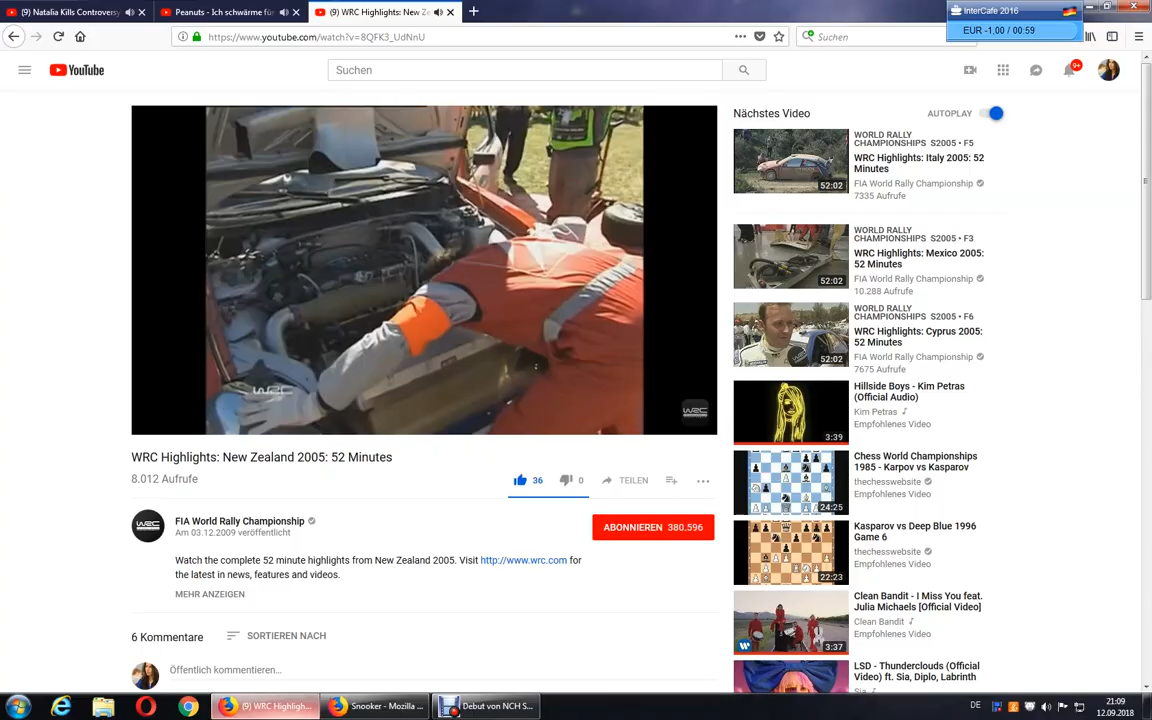 (9) Natalia Kills Controversy
Peanuts - Ich schwärme für
(9) WRC Highlights: New Ze
InterCafe 2016
EUR -1,00 / 00:59
https://www.youtube.com/watch?v=8QFK3_UdNnU
Suchen
YouTube
Suchen
9+
WRC
WRC
WRC Highlights: New Zealand 2005: 52 Minutes
8.012 Aufrufe
36
0
TEILEN
WRC
FIA World Rally Championship
Am 03.12.2009 veröffentlicht
ABONNIEREN 380.596
Watch the complete 52 minute highlights from New Zealand 2005. Visit http://www.wrc.com for
the latest in news, features and videos.
MEHR ANZEIGEN
6 Kommentare
SORTIEREN NACH
Öffentlich kommentieren...
Nächstes Video
AUTOPLAY
52:02
WORLD RALLY
CHAMPIONSHIPS S2005 • F5
WRC Highlights: Italy 2005: 52
Minutes
FIA World Rally Championship
7335 Aufrufe
52:02
WORLD RALLY
CHAMPIONSHIPS S2005 • F3
WRC Highlights: Mexico 2005:
52 Minutes
FIA World Rally Championship
10.288 Aufrufe
52:02
WORLD RALLY
CHAMPIONSHIPS S2005 • F6
WRC Highlights: Cyprus 2005:
52 Minutes
FIA World Rally Championship
7675 Aufrufe
3:39
Hillside Boys - Kim Petras
(Official Audio)
Kim Petras
Empfohlenes Video
24:25
Chess World Championships
1985 - Karpov vs Kasparov
thechesswebsite
Empfohlenes Video
22:23
Kasparov vs Deep Blue 1996
Game 6
thechesswebsite
Empfohlenes Video
3:37
Clean Bandit - I Miss You feat.
Julia Michaels [Official Video]
Clean Bandit
Empfohlenes Video
LSD - Thunderclouds (Official
Video) ft. Sia, Diplo, Labrinth
Sia
(9) WRC Highligh...
Snooker - Mozilla ...
Debut von NCH S...
DE
21:09
12.09.2018